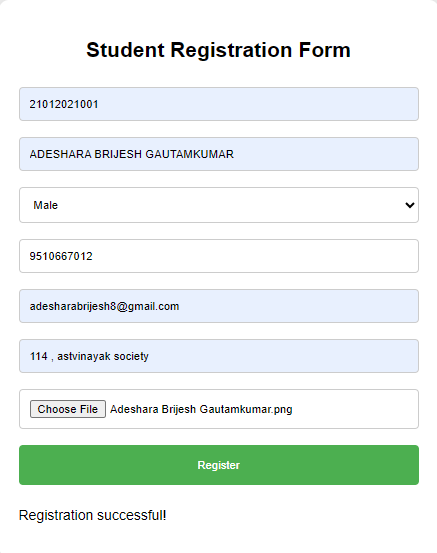 Student Registration Form
21012021001
ADESHARA BRIJESH GAUTAMKUMAR
Male
9510667012
adesharabrijesh8@gmail.com
114 , astvinayak society
Choose File Adeshara Brijesh Gautamkumar.png
Register
Registration successful!